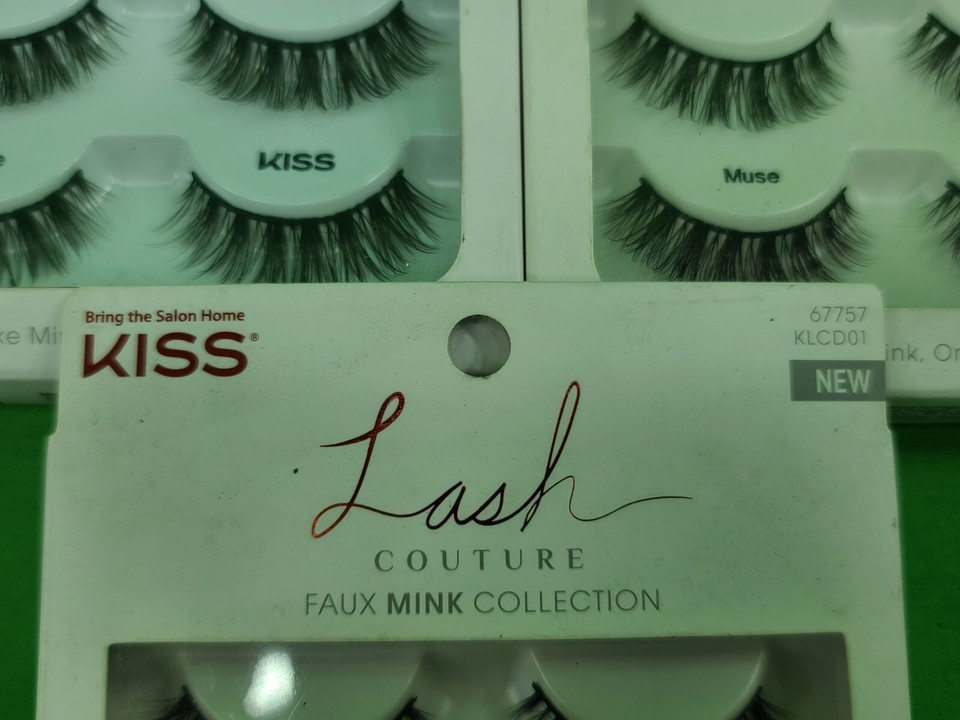 KISS
Muse
Bring the Salon Home
KISS®
67757
KLCD01
NEW
Lash
COUTURE
FAUX MINK COLLECTION